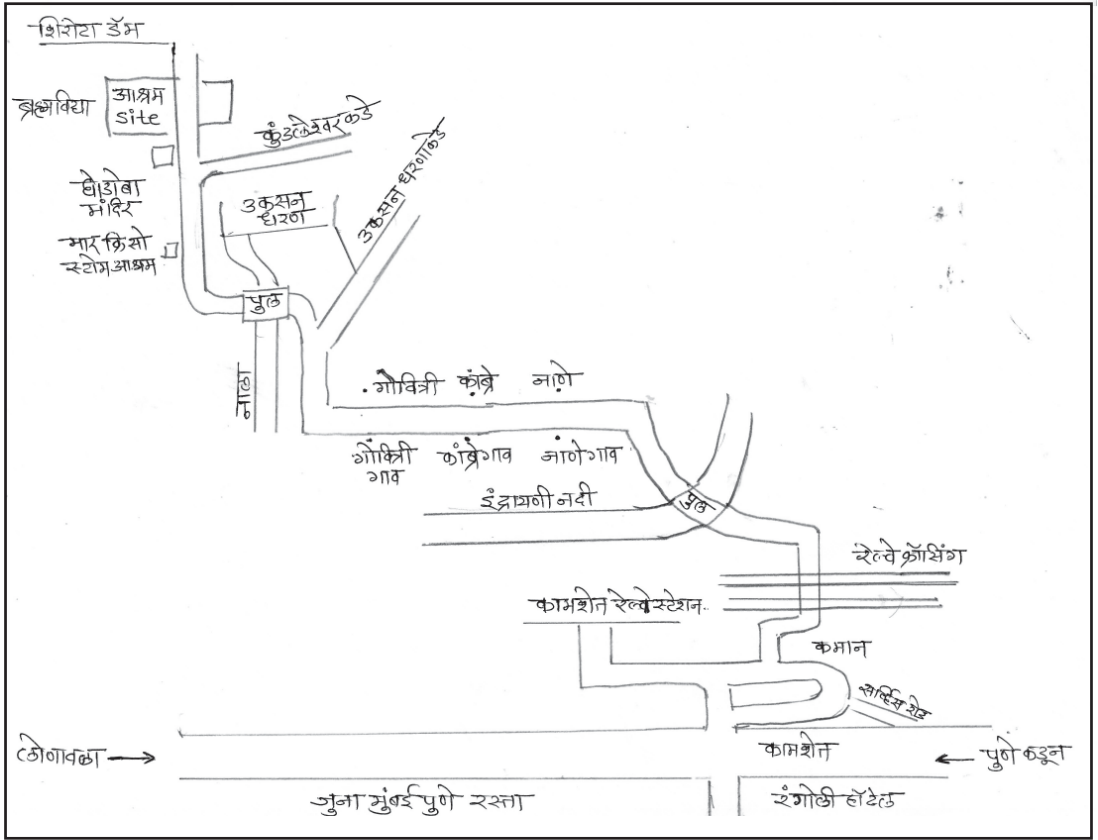 शिरोटा डॅम
ब्रह्मविद्या
आश्रम
site
कुंडलेश्वरकडे
घोडोबा
मंदिर
उकसन
धरण
उकसन धरणाकडे
मार क्रिसो
स्टोम आश्रम
पुल
नाला
गोवित्री कांब्रे जाणे
गोवित्री कांब्रेगाव जांणेगाव
गाव
इंद्रायणी नदी
पुल
रेल्वे क्रॉसिंग
कामशेत रेल्वे स्टेशन
कमान
सर्व्हिस रोड
लोणावळा
कामशेत
पुणे कडून
जुना मुंबई पुणे रस्ता
रंगोली हॉटेल